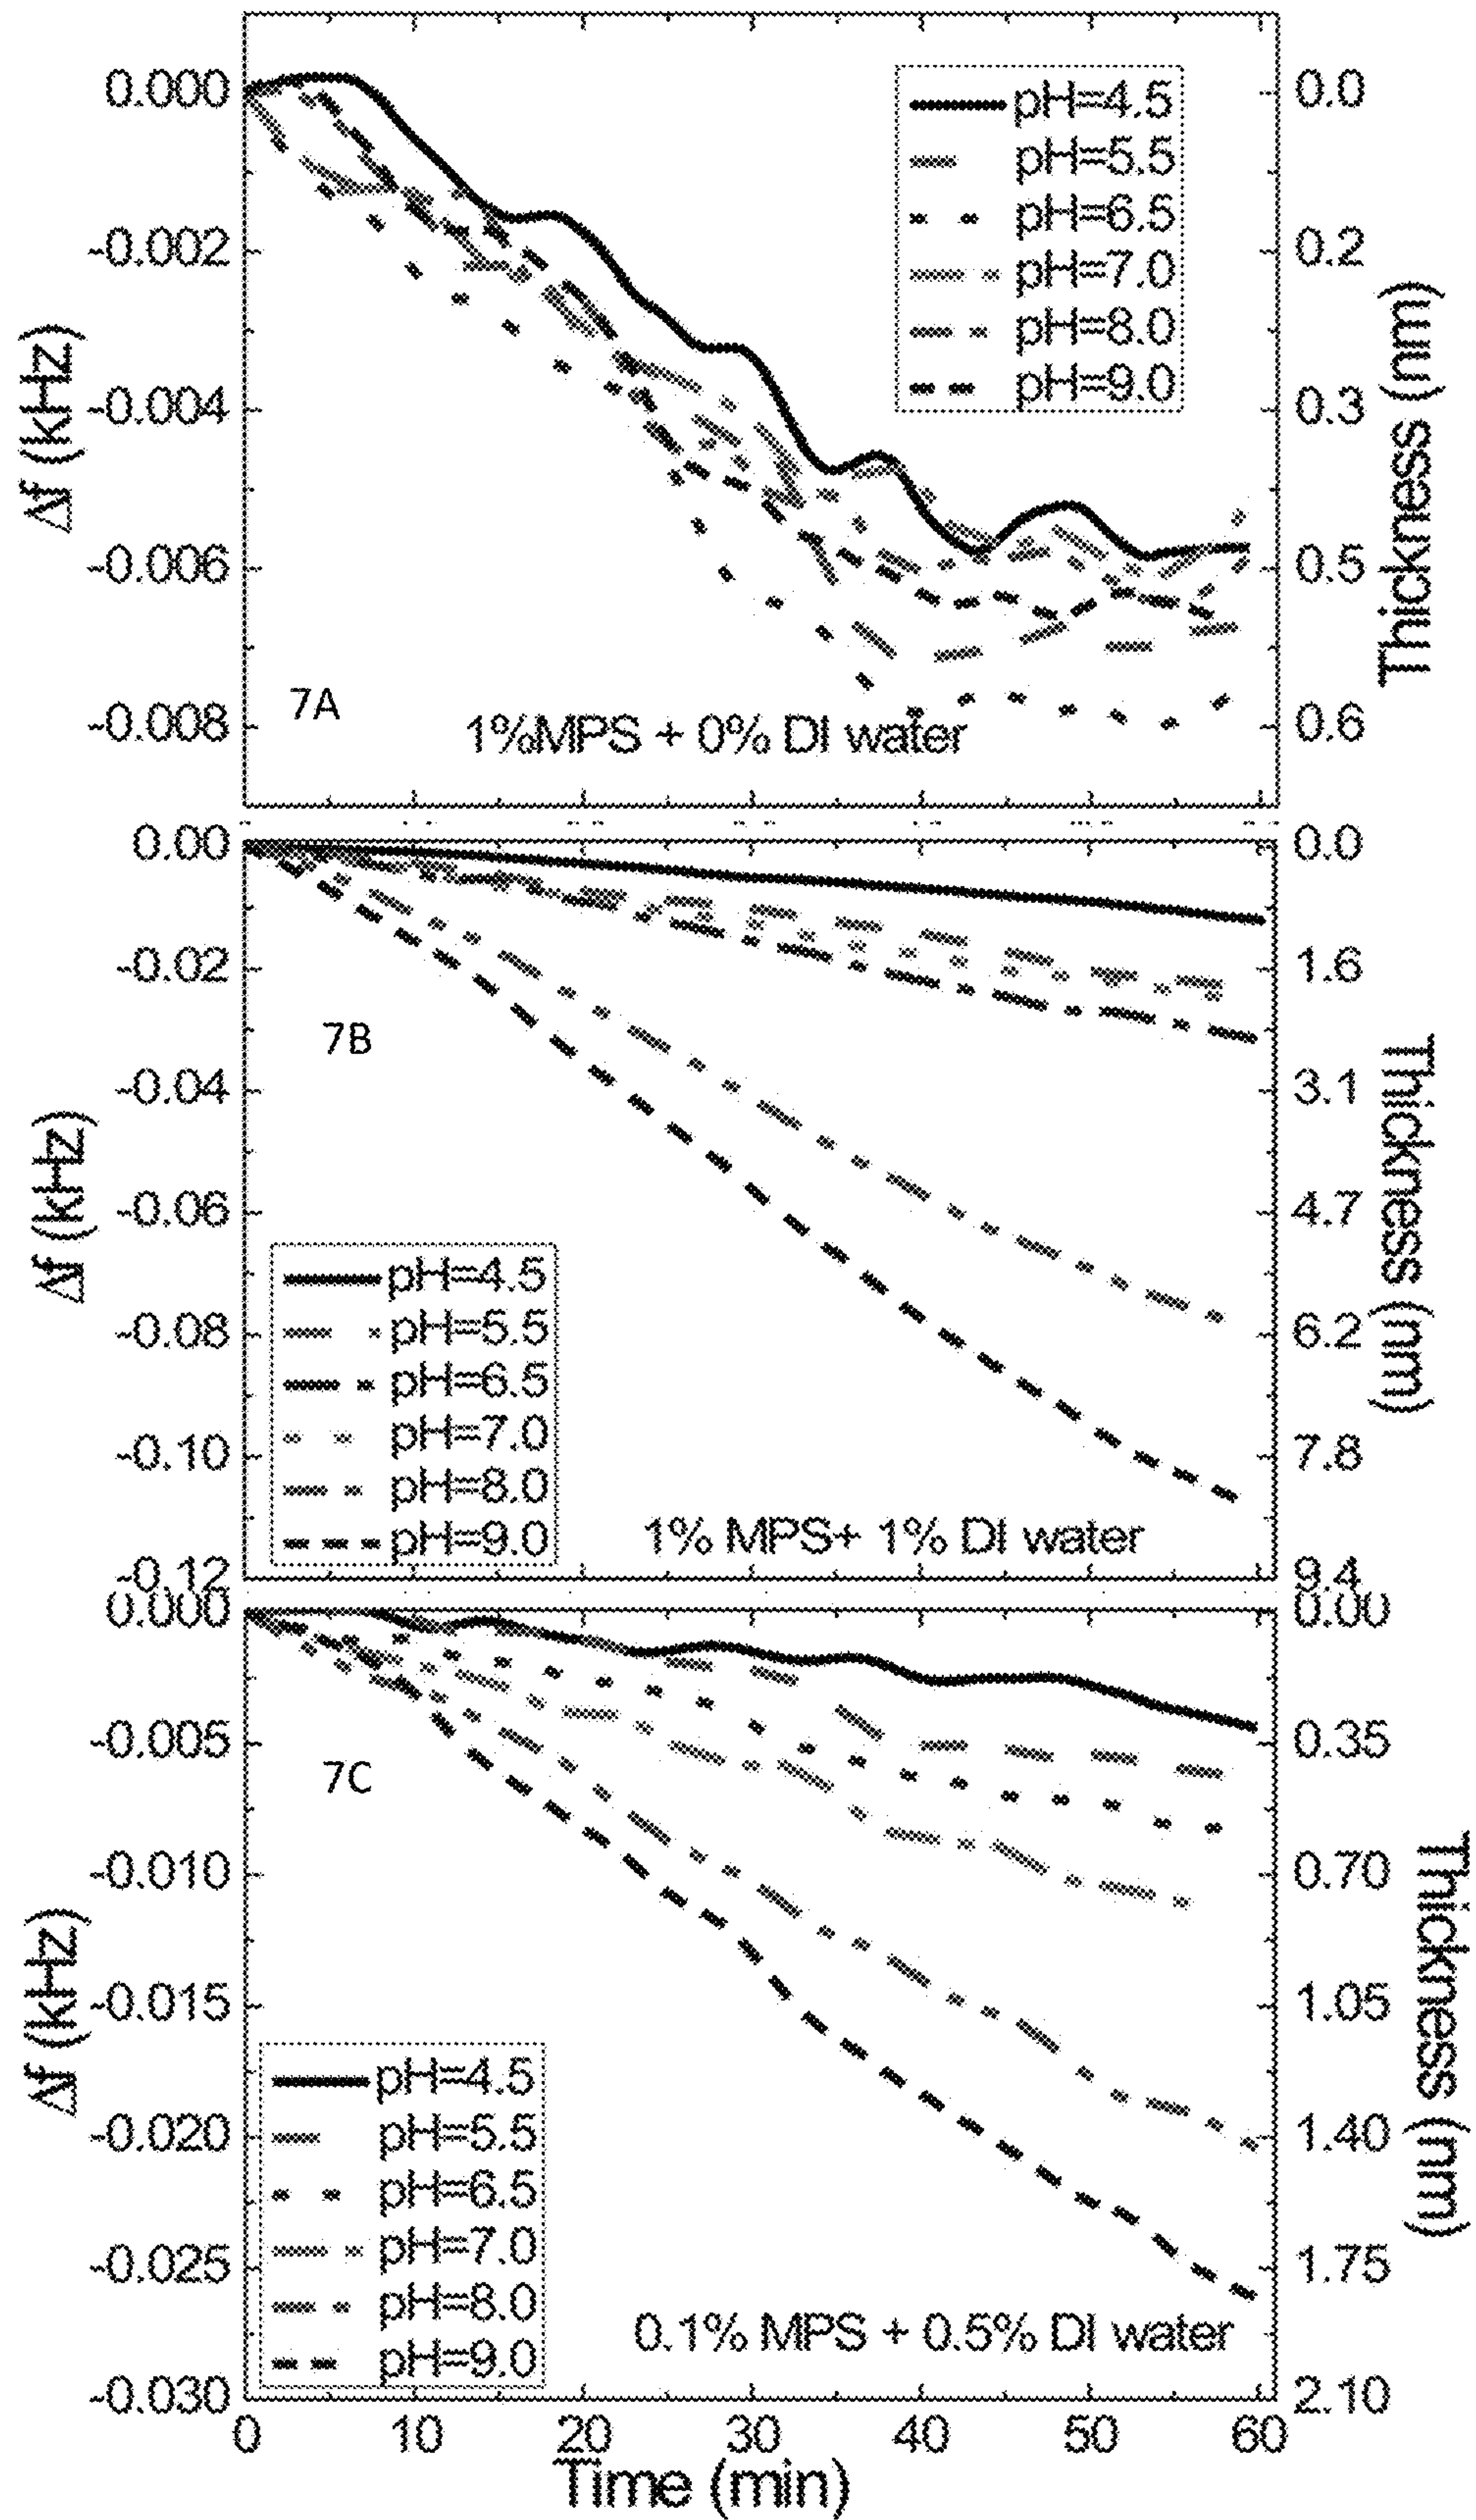 0.000
-0.002
-0.004
-0.006
-0.008
Δf (kHz)
pH=4.5
pH=5.5
pH=6.5
pH=7.0
pH=8.0
pH=9.0
0.0
0.2
0.3
0.5
0.6
Thickness (nm)
7A
1%MPS + 0% DI water
0.00
-0.02
-0.04
-0.06
-0.08
-0.10
-0.12
Δf (kHz)
7B
pH=4.5
pH=5.5
pH=6.5
pH=7.0
pH=8.0
pH=9.0
1% MPS+ 1% DI water
0.0
1.6
3.1
4.7
6.2
7.8
9.4
Thickness (nm)
0.000
-0.005
-0.010
-0.015
-0.020
-0.025
-0.030
Δf (kHz)
7C
pH=4.5
pH=5.5
pH=6.5
pH=7.0
pH=8.0
pH=9.0
0.1% MPS + 0.5% DI water
0.00
0.35
0.70
1.05
1.40
1.75
2.10
Thickness (nm)
0 10 20 30 40 50 60
Time (min)